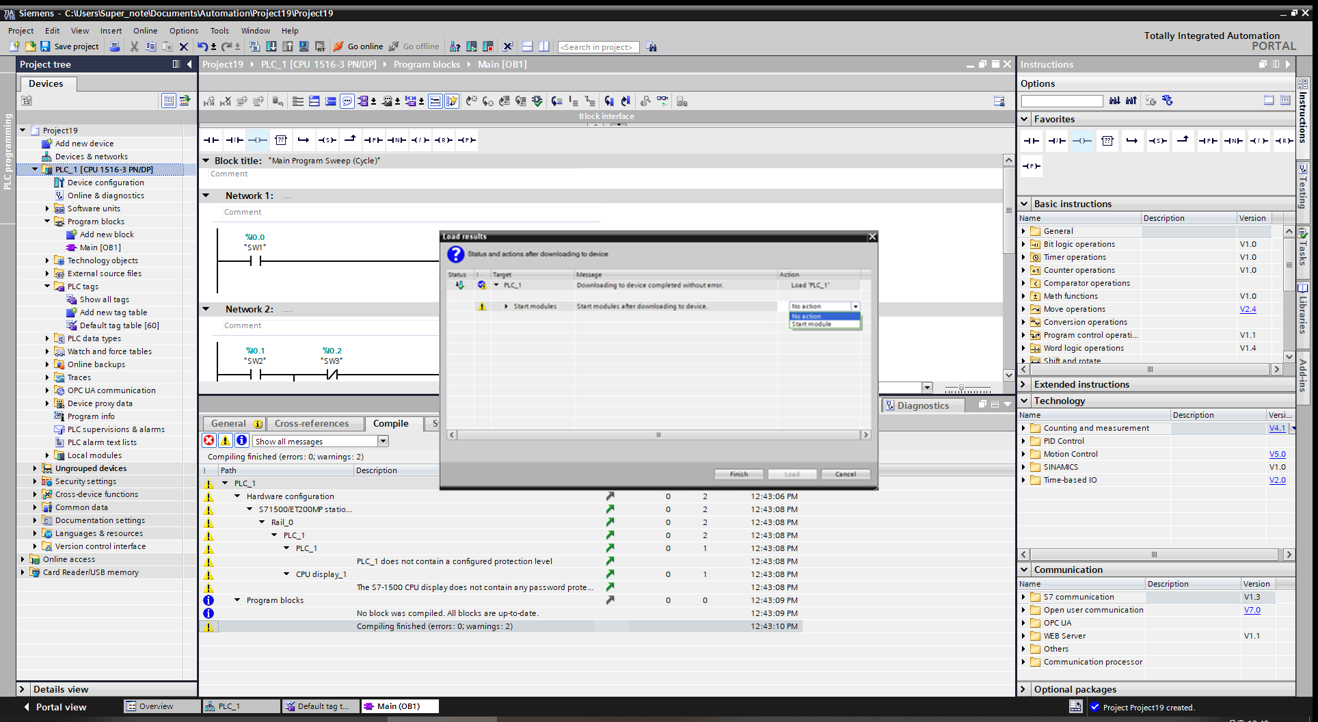 Siemens - C:\Users\Super_note\Documents\Automation\Project19\Project19
Project Edit View Insert Online Options Tools Window Help
Save project Go online Go offline <Search in project>
Totally Integrated Automation
PORTAL
PLC programming
Project tree
Devices
Project19
Add new device
Devices & networks
PLC_1 [CPU 1516-3 PN/DP]
Device configuration
Online & diagnostics
Software units
Program blocks
Add new block
Main [OB1]
Technology objects
External source files
PLC tags
Show all tags
Add new tag table
Default tag table [60]
PLC data types
Watch and force tables
Online backups
Traces
OPC UA communication
Device proxy data
Program info
PLC supervisions & alarms
PLC alarm text lists
Local modules
Ungrouped devices
Security settings
Cross-device functions
Common data
Documentation settings
Languages & resources
Version control interface
Online access
Card Reader/USB memory
Details view
Project19 PLC_1 [CPU 1516-3 PN/DP] Program blocks Main [OB1]
Block interface
Block title: "Main Program Sweep (Cycle)"
Comment
Network 1: .....
Comment
%I0.0
"SW1"
Network 2: .....
Comment
%I0.1 %I0.2
"SW2" "SW3"
Load results
Status and actions after downloading to device
Status ! Target Message Action
PLC_1 Downloading to device completed without error. Load 'PLC_1'
Start modules Start modules after downloading to device. No action
No action
Start module
Finish Load Cancel
Diagnostics
General Cross-references Compile S
Show all messages
Compiling finished (errors: 0; warnings: 2)
! Path Description
PLC_1
Hardware configuration 0 2 12:43:06 PM
S71500/ET200MP statio... 0 2 12:43:08 PM
Rail_0 0 2 12:43:08 PM
PLC_1 0 2 12:43:08 PM
PLC_1 0 1 12:43:08 PM
PLC_1 does not contain a configured protection level 12:43:08 PM
CPU display_1 0 1 12:43:08 PM
The S7-1500 CPU display does not contain any password prote... 12:43:08 PM
Program blocks 0 0 12:43:09 PM
No block was compiled. All blocks are up-to-date. 12:43:09 PM
Compiling finished (errors: 0; warnings: 2) 12:43:10 PM
Instructions
Options
Favorites
Basic instructions
Name Description Version
General
Bit logic operations V1.0
Timer operations V1.0
Counter operations V1.0
Comparator operations
Math functions V1.0
Move operations V2.4
Conversion operations
Program control operati... V1.1
Word logic operations V1.4
Shift and rotate
Extended instructions
Technology
Name Description Versi...
Counting and measurement V4.1
PID Control
Motion Control V5.0
SINAMICS V1.0
Time-based IO V2.0
Communication
Name Description Version
S7 communication V1.3
Open user communication V7.0
OPC UA
WEB Server V1.1
Others
Communication processor
Optional packages
Instructions
Testing
Tasks
Libraries
Add-ins
Portal view Overview PLC_1 Default tag t... Main (OB1) Project Project19 created.